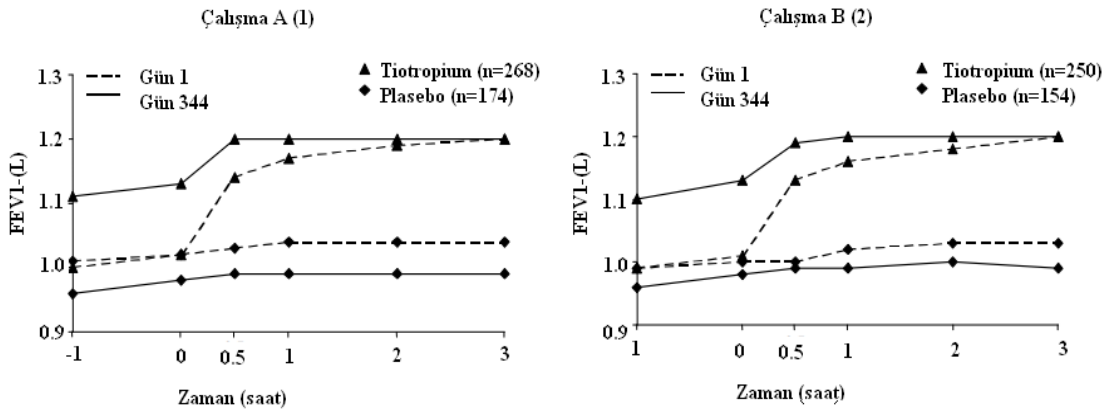 Çalışma A (1)
Gün 1
Gün 344
Tiotropium (n=268)
Plasebo (n=174)
FEV1-(L)
1.3
1.2
1.1
1.0
0.9
-1 0 0.5 1 2 3
Zaman (saat)
Çalışma B (2)
Gün 1
Gün 344
Tiotropium (n=250)
Plasebo (n=154)
FEV1-(L)
1.3
1.2
1.1
1.0
0.9
1 0 0.5 1 2 3
Zaman (saat)